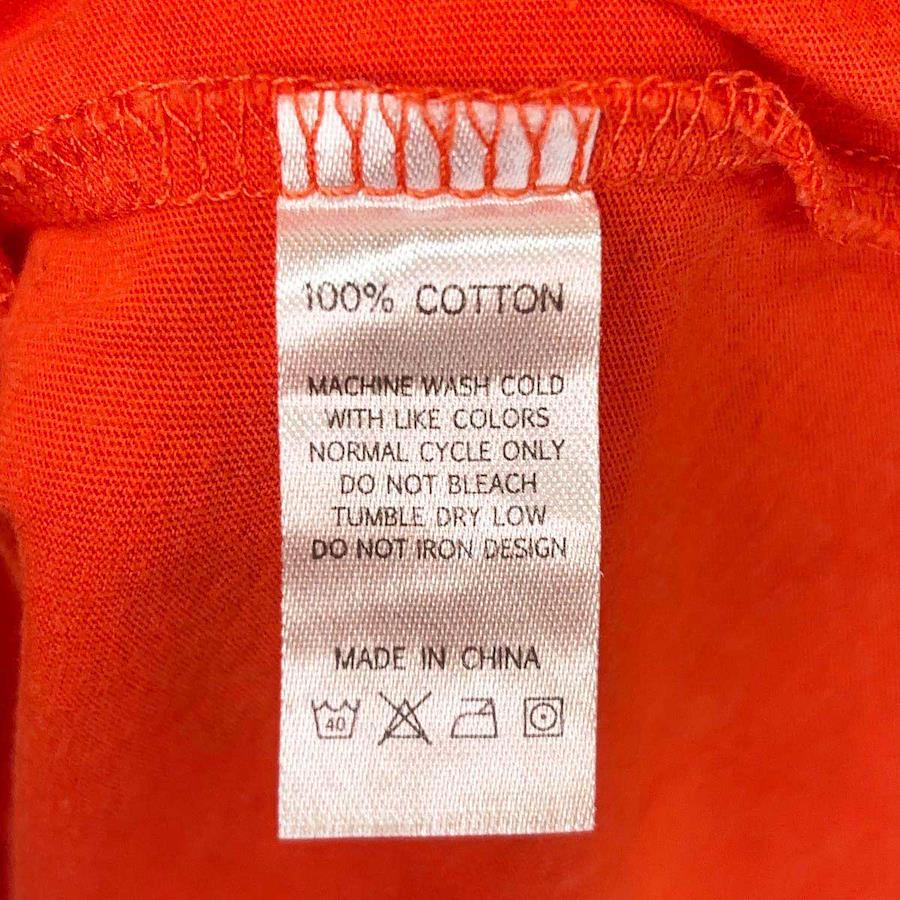 100% COTTON
MACHINE WASH COLD
WITH LIKE COLORS
NORMAL CYCLE ONLY
DO NOT BLEACH
TUMBLE DRY LOW
DO NOT IRON DESIGN
MADE IN CHINA
40